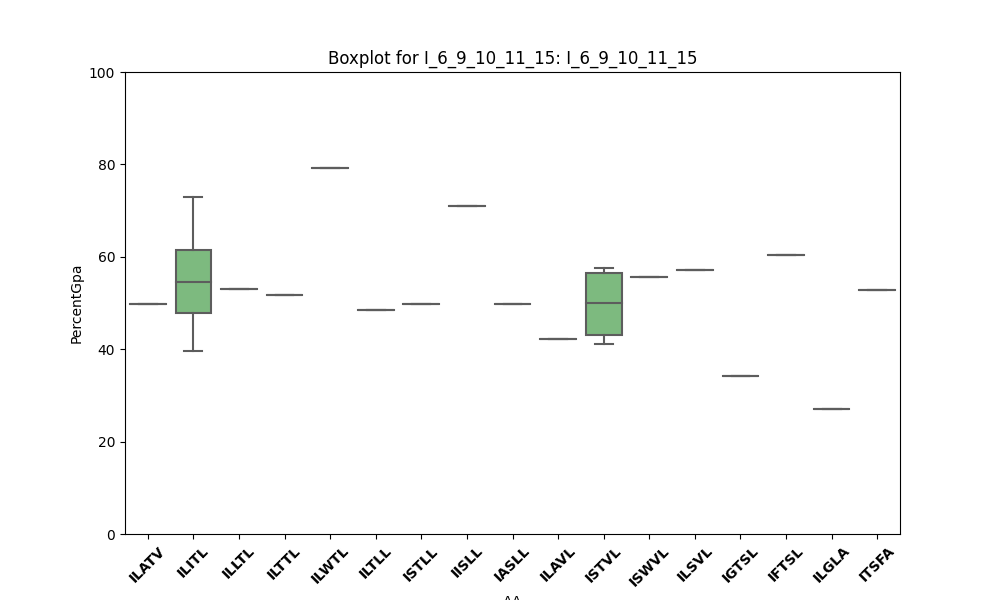 Boxplot for I_6_9_10_11_15: I_6_9_10_11_15
100
80
60
40
20
0
PercentGpa
ILATV
ILITL
ILLTL
ILTTL
ILWTL
ILTLL
ISTLL
IISLL
IASLL
ILAVL
ISTVL
ISWVL
ILSVL
IGTSL
IFTSL
ILGLA
ITSFA